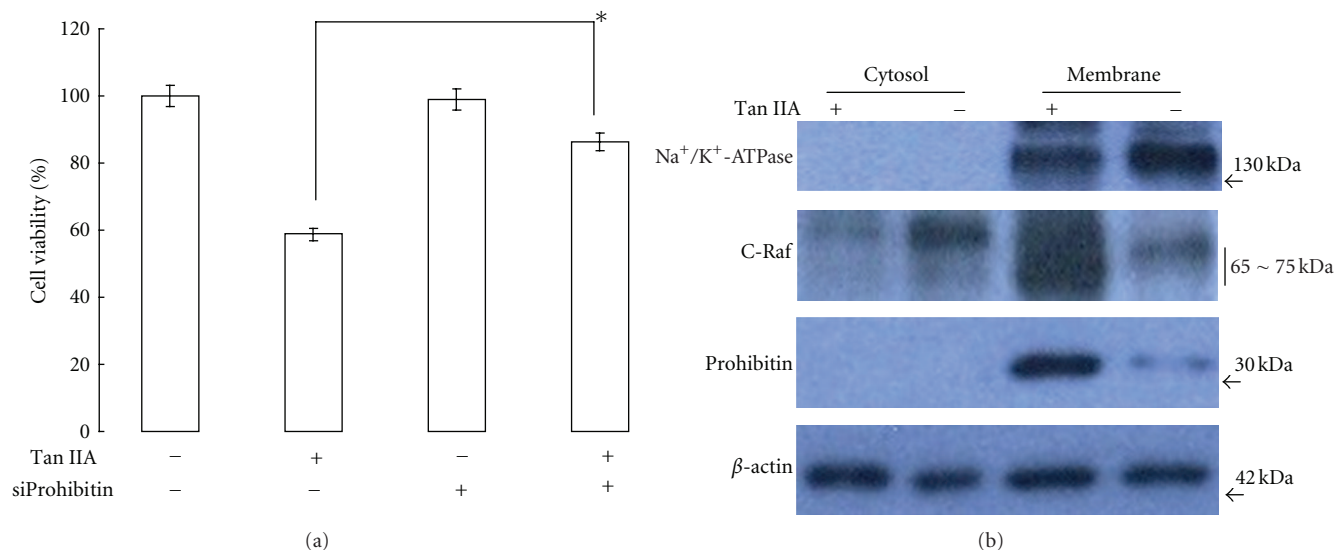 120
100
80
60
40
20
0
Cell viability (%)
*
Tan IIA − + − +
siProhibitin − − + +
(a)
Cytosol Membrane
Tan IIA + − + −
Na⁺/K⁺-ATPase 130 kDa
C-Raf 65 ~ 75 kDa
Prohibitin 30 kDa
β-actin 42 kDa
(b)